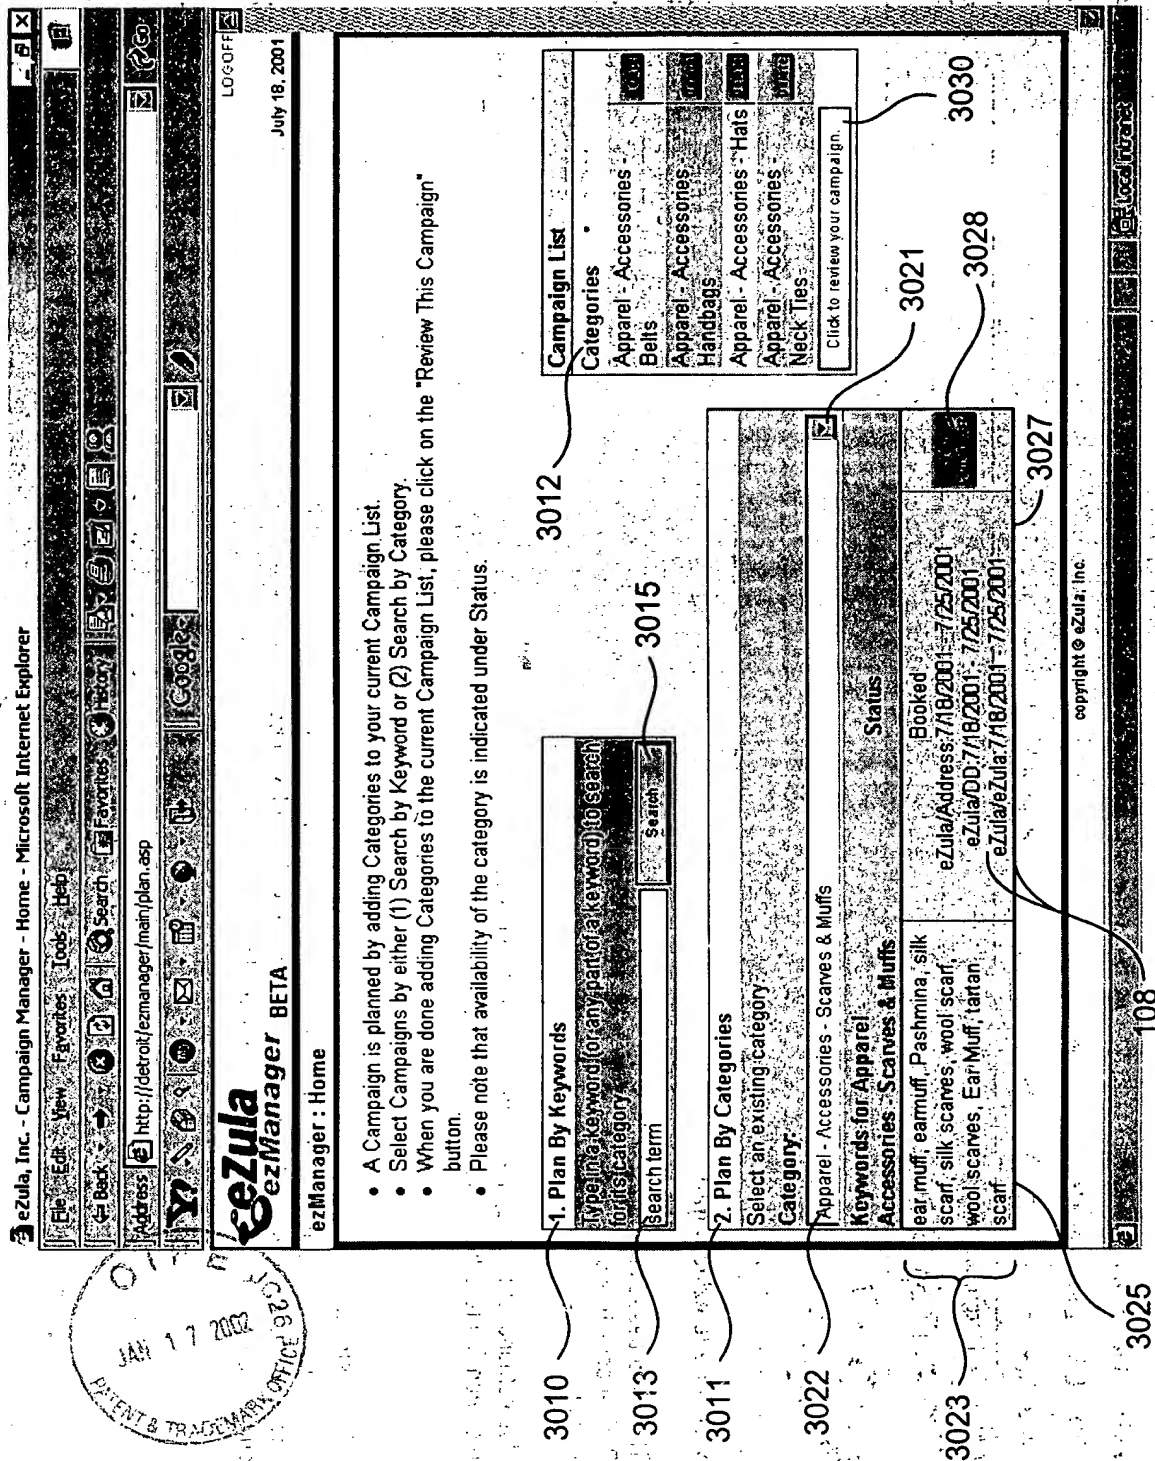 eZula, Inc. - Campaign Manager - Home - Microsoft Internet Explorer
File Edit View Favorites Tools Help
Back Search Favorites History
Address http://detroit/ezmanager/main/plan.asp Go
Y! Google
eZula
ezManager BETA
LOGOFF
ezManager : Home
July 18, 2001
• A Campaign is planned by adding Categories to your current Campaign List.
• Select Campaigns by either (1) Search by Keyword or (2) Search by Category.
• When you are done adding Categories to the current Campaign List, please click on the "Review This Campaign"
button.
• Please note that availability of the category is indicated under Status.
3010
1. Plan By Keywords
Type in a keyword (or any part of a keyword) to search
for its category
3013
search term
Search
3015
3012
Campaign List
Categories
Apparel - Accessories -
Belts
Apparel - Accessories -
Handbags
Apparel - Accessories - Hats
Apparel - Accessories -
Neck Ties
Click to review your campaign.
3030
3011
2. Plan By Categories
Select an existing category
Category:
3022
Apparel - Accessories - Scarves & Muffs
3021
Keywords for Apparel
Accessories - Scarves & Muffs
Status
3023
ear muff, earmuff, Pashmina, silk
scarf, silk scarves, wool scarf,
wool scarves, Ear Muff, tartan
scarf
3025
Booked
eZula/Address:7/18/2001 - 7/25/2001
eZula/DD:7/18/2001 - 7/25/2001
eZula/eZula:7/18/2001 - 7/25/2001
108
3027
3028
copyright © eZula, Inc.
Local intranet
OIPE JC26
JAN 17 2002
PATENT & TRADEMARK OFFICE